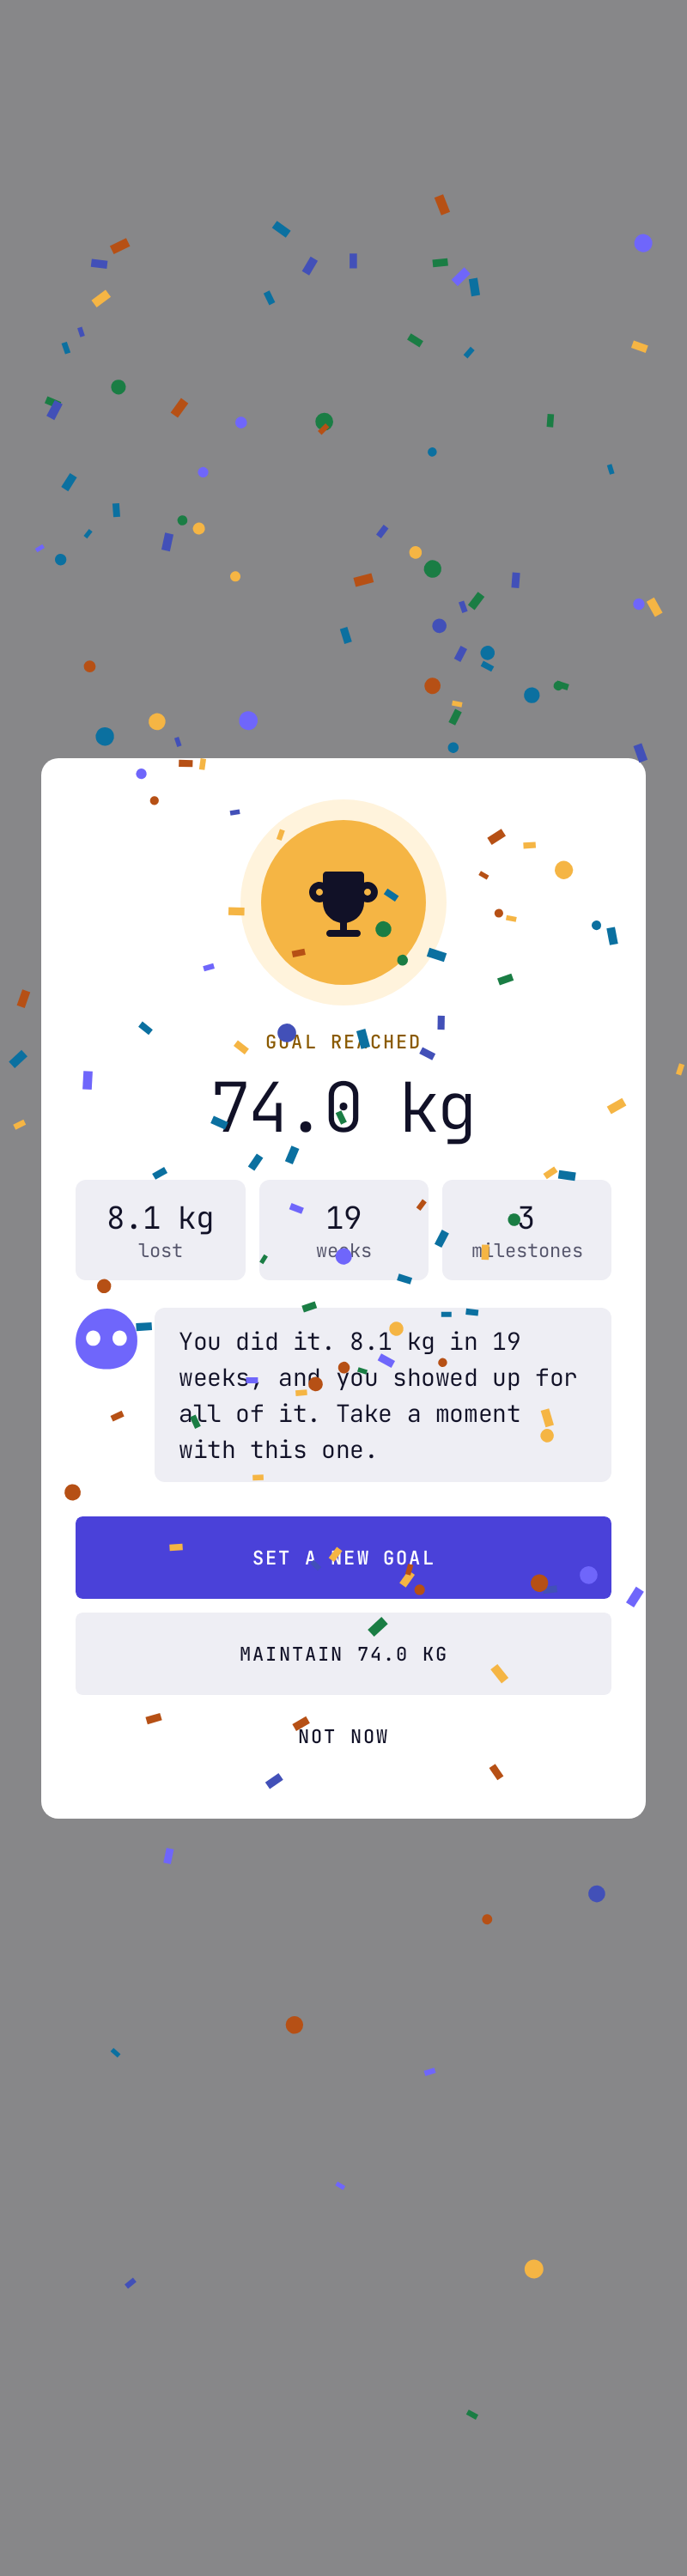 GOAL REACHED
74.0 kg
8.1 kg
lost
19
weeks
3
milestones
You did it. 8.1 kg in 19
weeks, and you showed up for
all of it. Take a moment
with this one.
SET A NEW GOAL
MAINTAIN 74.0 KG
NOT NOW